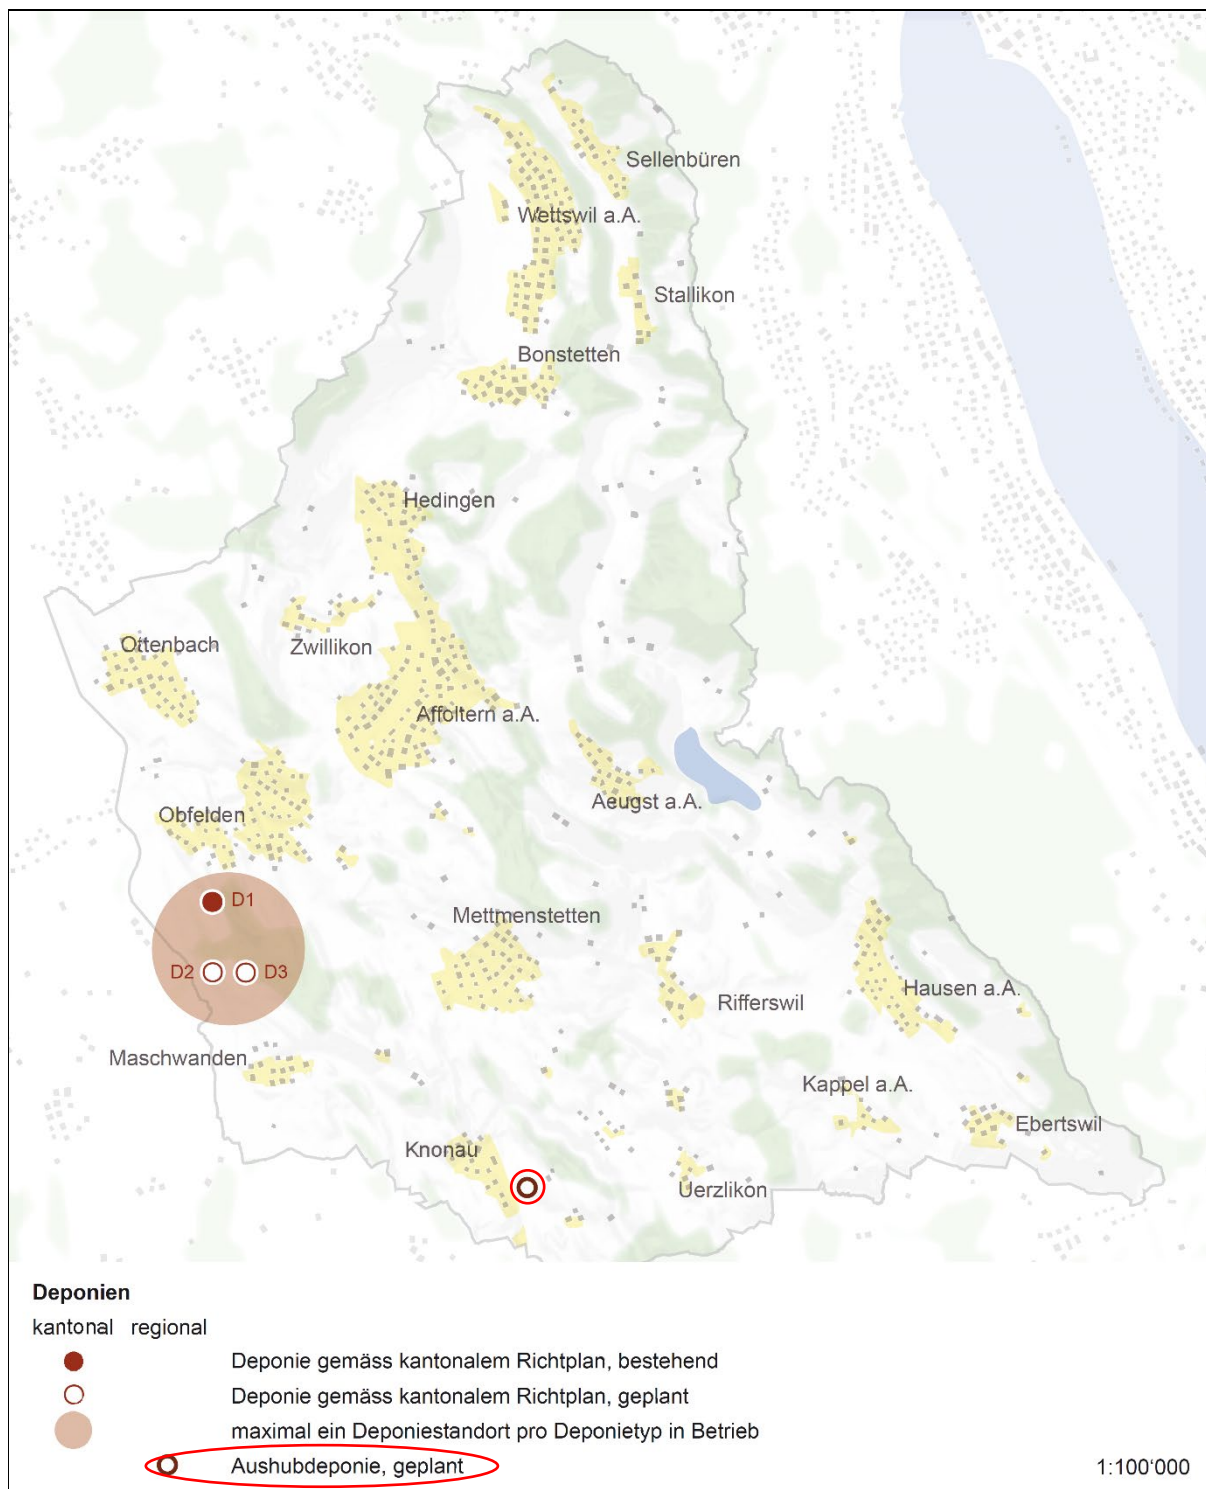 Sellenbüren
Wettswil a.A.
Stallikon
Bonstetten
Hedingen
Ottenbach
Zwillikon
Affoltern a.A.
Aeugst a.A.
Obfelden
D1
Mettmenstetten
D2
D3
Hausen a.A.
Rifferswil
Maschwanden
Kappel a.A.
Ebertswil
Knonau
Uerzlikon
Deponien
kantonal regional
Deponie gemäss kantonalem Richtplan, bestehend
Deponie gemäss kantonalem Richtplan, geplant
maximal ein Deponiestandort pro Deponietyp in Betrieb
Aushubdeponie, geplant
1:100'000